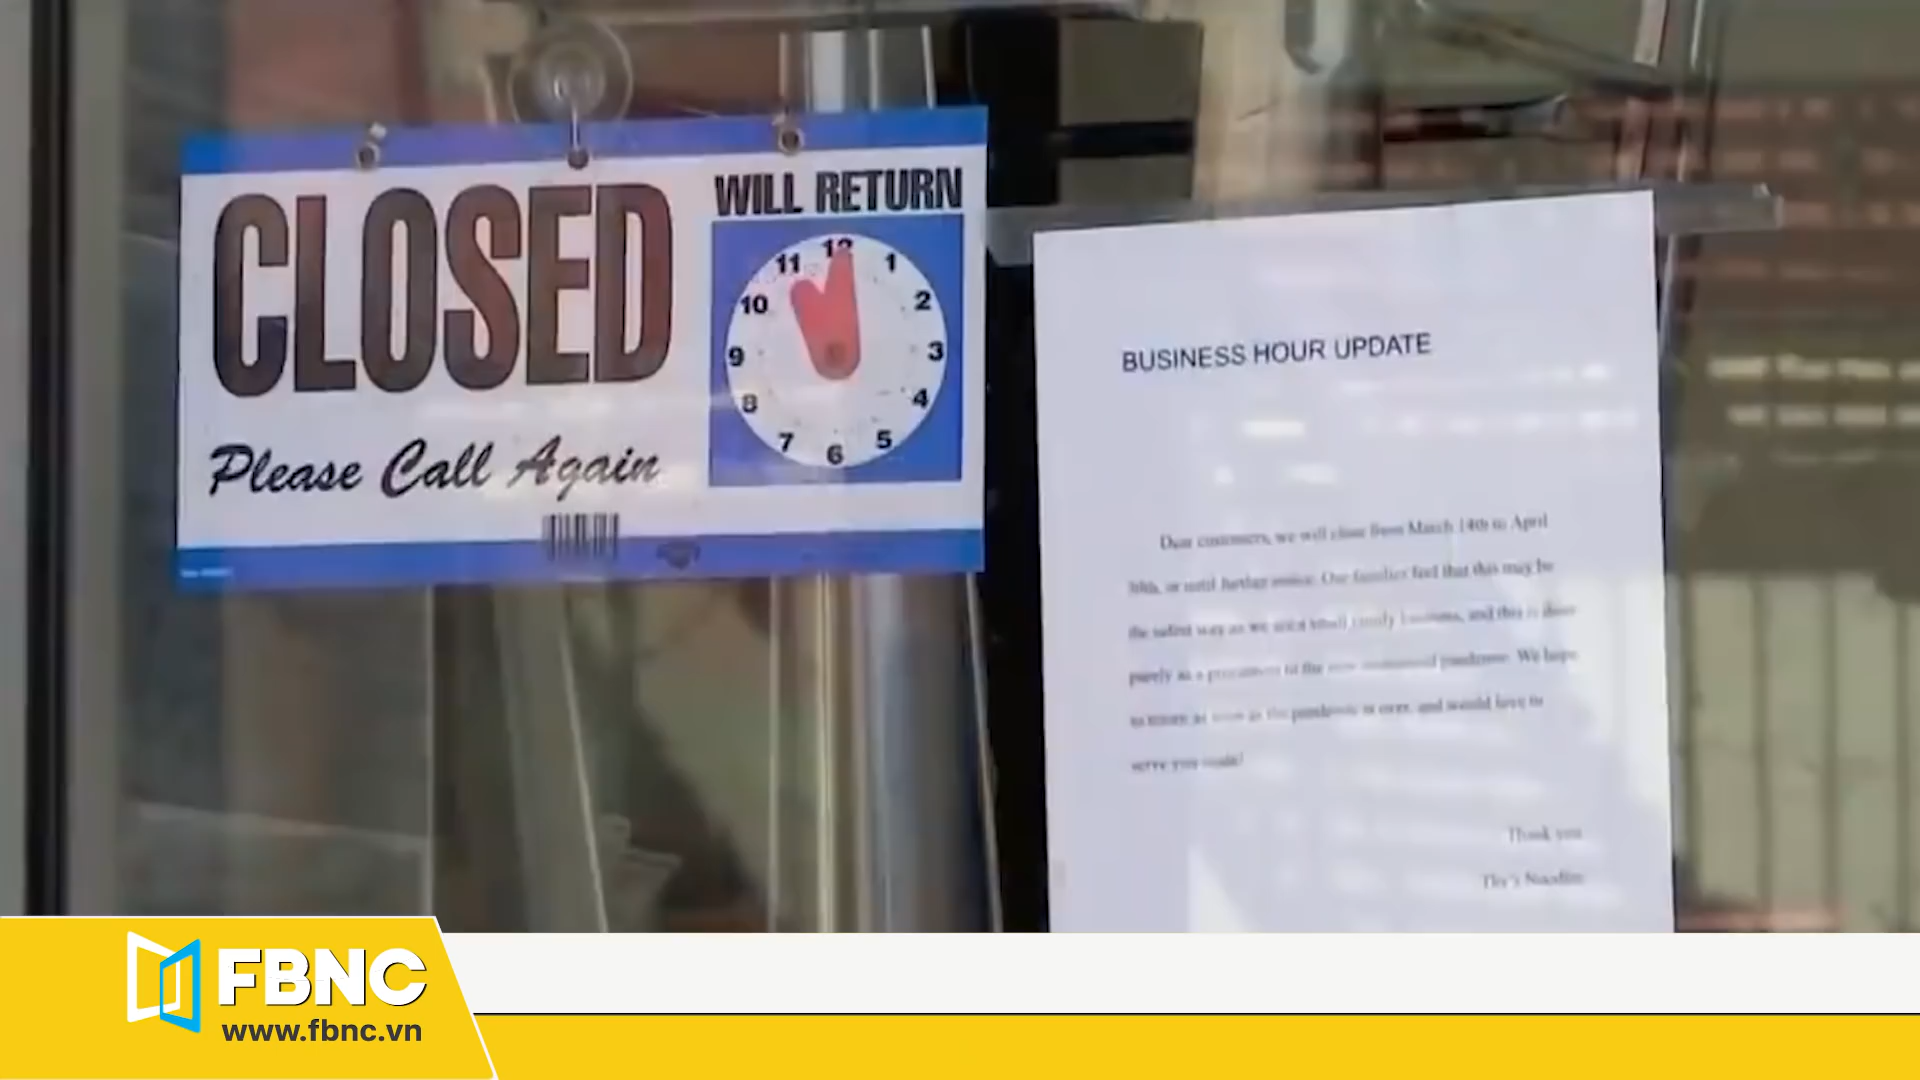 CLOSED
Please Call Again
WILL RETURN
12
11 1
10 2
9 3
8 4
7 5
6
BUSINESS HOUR UPDATE
Dear customers, we will close from March 14th to April
30th, or until further notice. Our families feel that this may be
the safest way as we are a small family business, and this is done
purely as a precaution to the pandemic. We hope
to return as soon as the pandemic is over, and would love to
serve you
Thank you
Thy's Noodles
FBNC
www.fbnc.vn